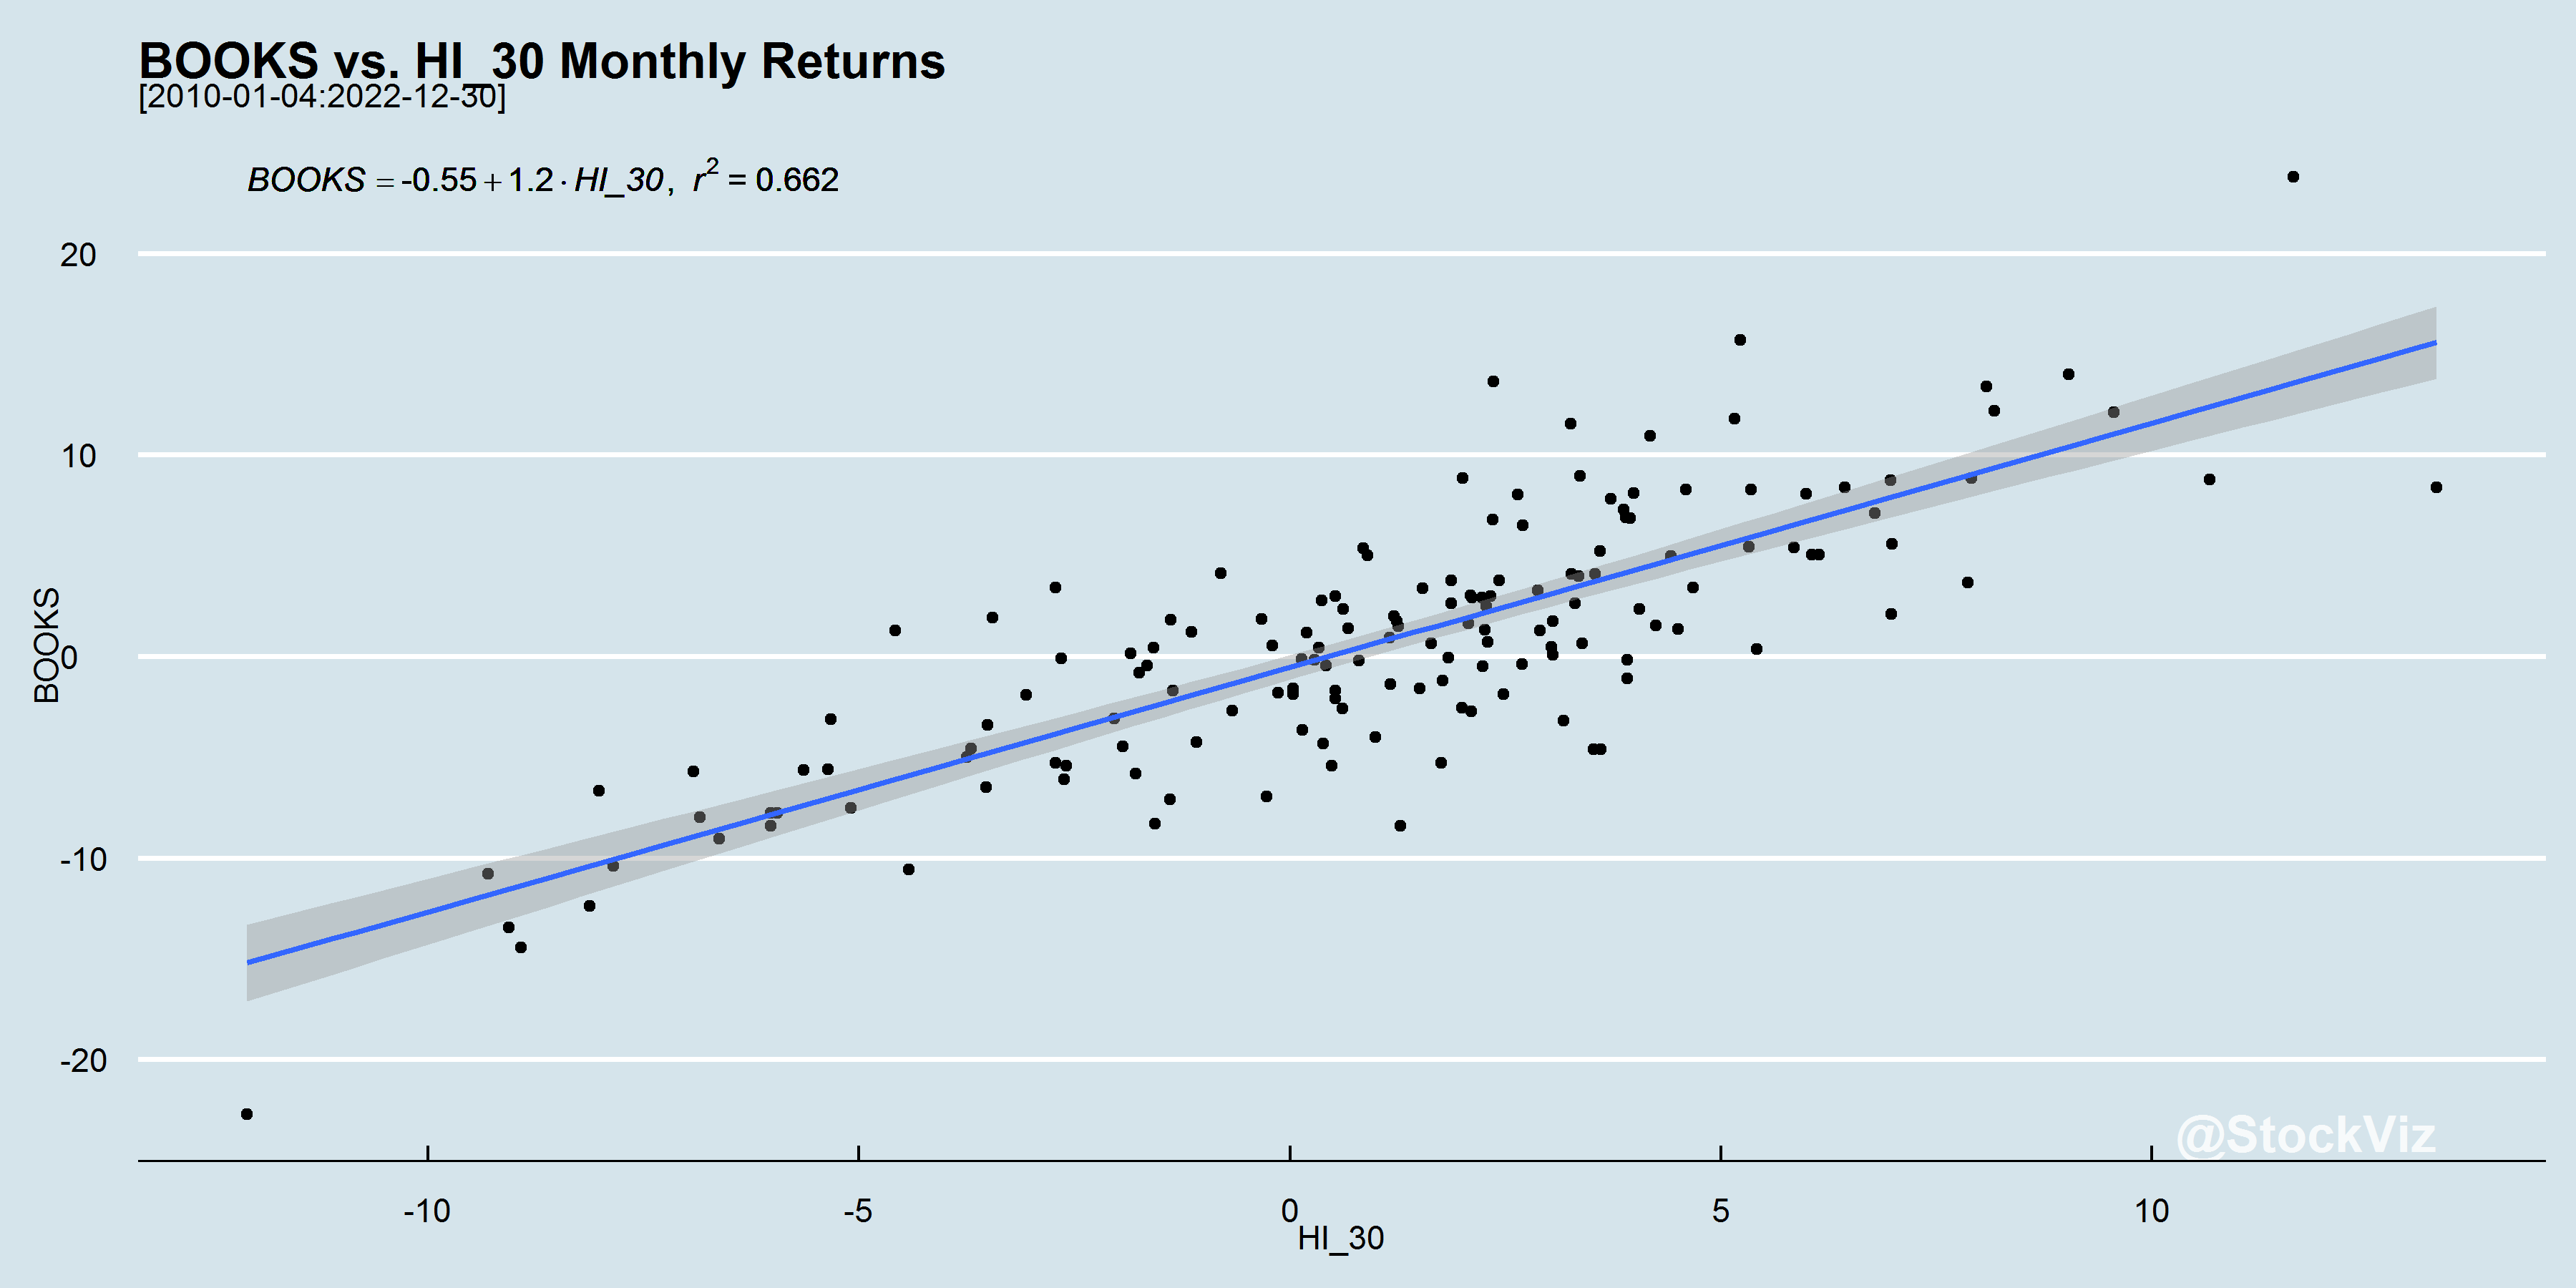 BOOKS vs. HI_30 Monthly Returns
[2010-01-04:2022-12-30]
BOOKS = -0.55 + 1.2 · HI_30, r² = 0.662
20
10
0
-10
-20
BOOKS
-10 -5 0 5 10
HI_30
@StockViz